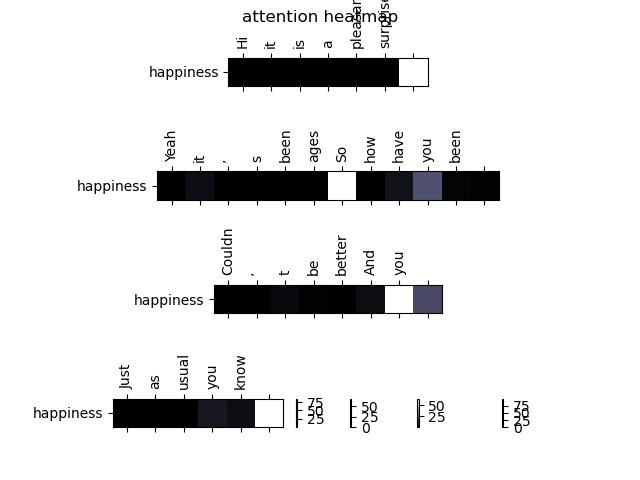 attention heatmap
Hi it is a pleasant surprise
happiness
Yeah it , s been ages So how have you been
happiness
Couldn , t be better And you
happiness
Just as usual you know
happiness
75 50 25
50 25 0
50 25
75 50 25 0